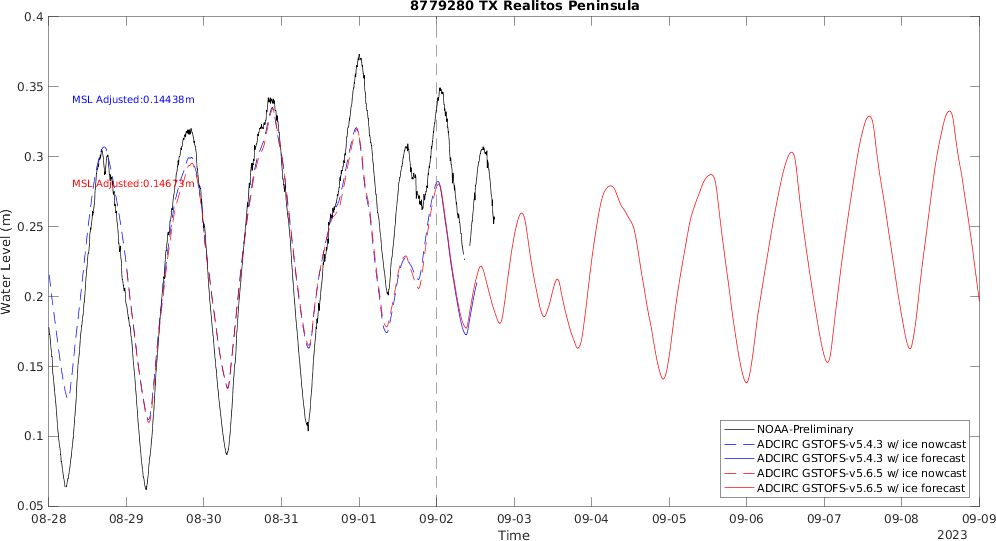 8779280 TX Realitos Peninsula
Water Level (m)
0.4
0.35
0.3
0.25
0.2
0.15
0.1
0.05
MSL Adjusted:0.14438m
MSL Adjusted:0.14673m
NOAA-Preliminary
ADCIRC GSTOFS-v5.4.3 w/ ice nowcast
ADCIRC GSTOFS-v5.4.3 w/ ice forecast
ADCIRC GSTOFS-v5.6.5 w/ ice nowcast
ADCIRC GSTOFS-v5.6.5 w/ ice forecast
08-28 08-29 08-30 08-31 09-01 09-02 09-03 09-04 09-05 09-06 09-07 09-08 09-09
Time
2023